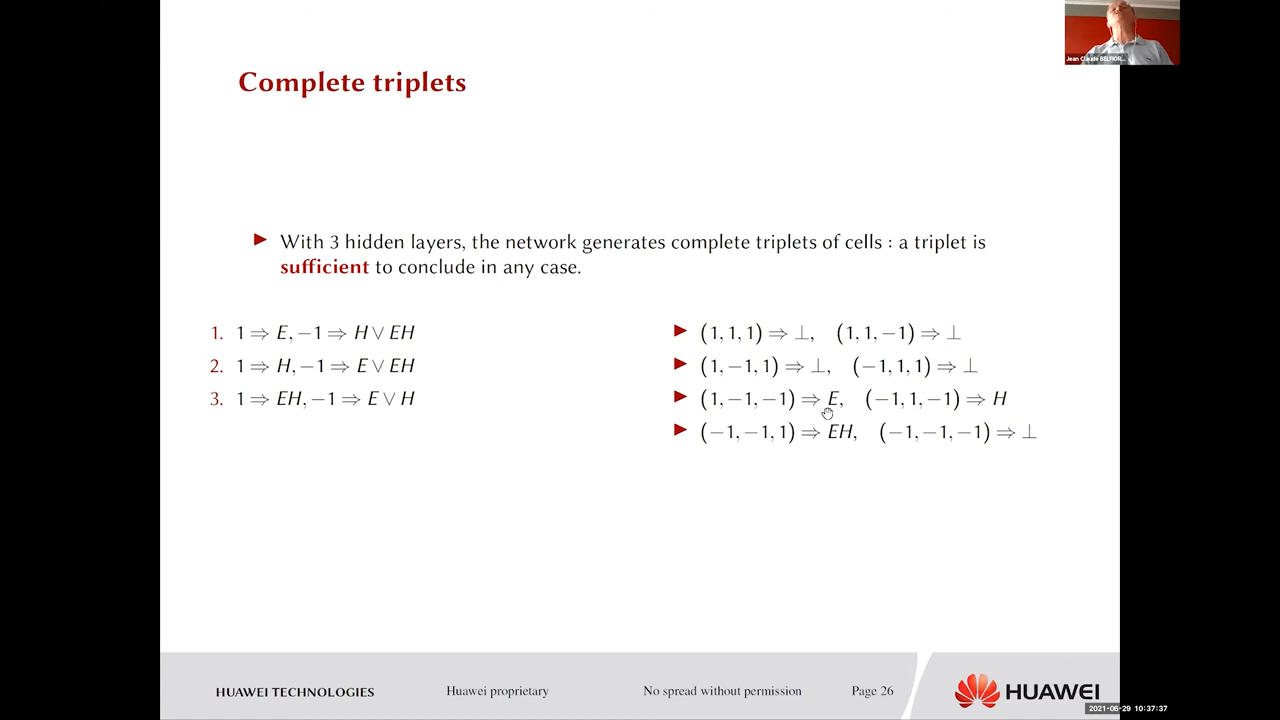 Complete triplets
Jean Claude BELFIOR...
▶ With 3 hidden layers, the network generates complete triplets of cells : a triplet is
sufficient to conclude in any case.
1. 1 ⇒ E, −1 ⇒ H ∨ EH
2. 1 ⇒ H, −1 ⇒ E ∨ EH
3. 1 ⇒ EH, −1 ⇒ E ∨ H
▶ (1, 1, 1) ⇒ ⊥, (1, 1, −1) ⇒ ⊥
▶ (1, −1, 1) ⇒ ⊥, (−1, 1, 1) ⇒ ⊥
▶ (1, −1, −1) ⇒ E, (−1, 1, −1) ⇒ H
▶ (−1, −1, 1) ⇒ EH, (−1, −1, −1) ⇒ ⊥
HUAWEI TECHNOLOGIES Huawei proprietary No spread without permission Page 26
HUAWEI
2021-06-29 10:37:37